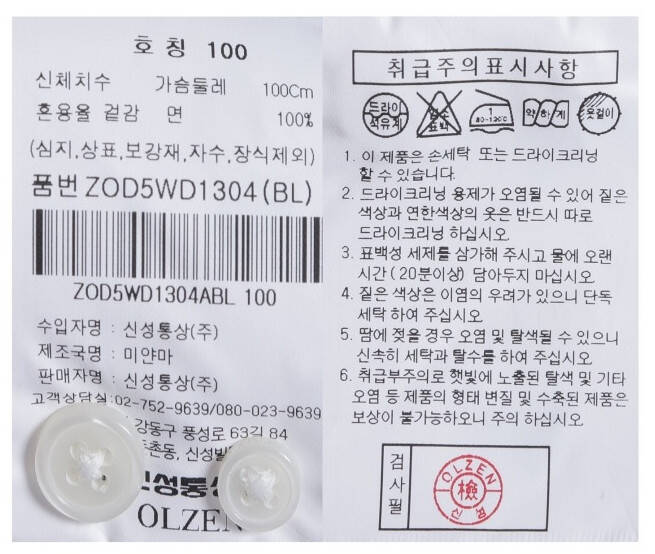 호 칭 100
신체치수 가슴둘레 100Cm
혼용율 겉감 면 100%
(심지,상표,보강재,자수,장식제외)
품번 ZOD5WD1304(BL)
ZOD5WD1304ABL 100
수입자명 : 신성통상(주)
제조국명 : 미얀마
판매자명 : 신성통상(주)
고객상담실:02-752-9639/080-023-9639
강동구 풍성로 63길 84
둔촌동, 신성빌
신성통상
OLZEN
취급주의표시사항
드라이
석유계
염소
표백
1
80-120℃
약하게
옷걸이
1. 이 제품은 손세탁 또는 드라이크리닝
할 수 있습니다.
2. 드라이크리닝 용제가 오염될 수 있어 짙은
색상과 연한색상의 옷은 반드시 따로
드라이크리닝 하십시오.
3. 표백성 세제를 삼가해 주시고 물에 오랜
시간(20분이상) 담아두지 마십시오
4. 짙은 색상은 이염의 우려가 있으니 단독
세탁 하여 주십시오
5. 땀에 젖을 경우 오염 및 탈색될 수 있으니
신속히 세탁과 탈수를 하여 주십시오.
6. 취급부주의로 햇빛에 노출된 탈색 및 기타
오염 등 제품의 형태 변질 및 수축된 제품은
보상이 불가능하오니 주의 하십시오.
검사필
OLZEN
檢
신성